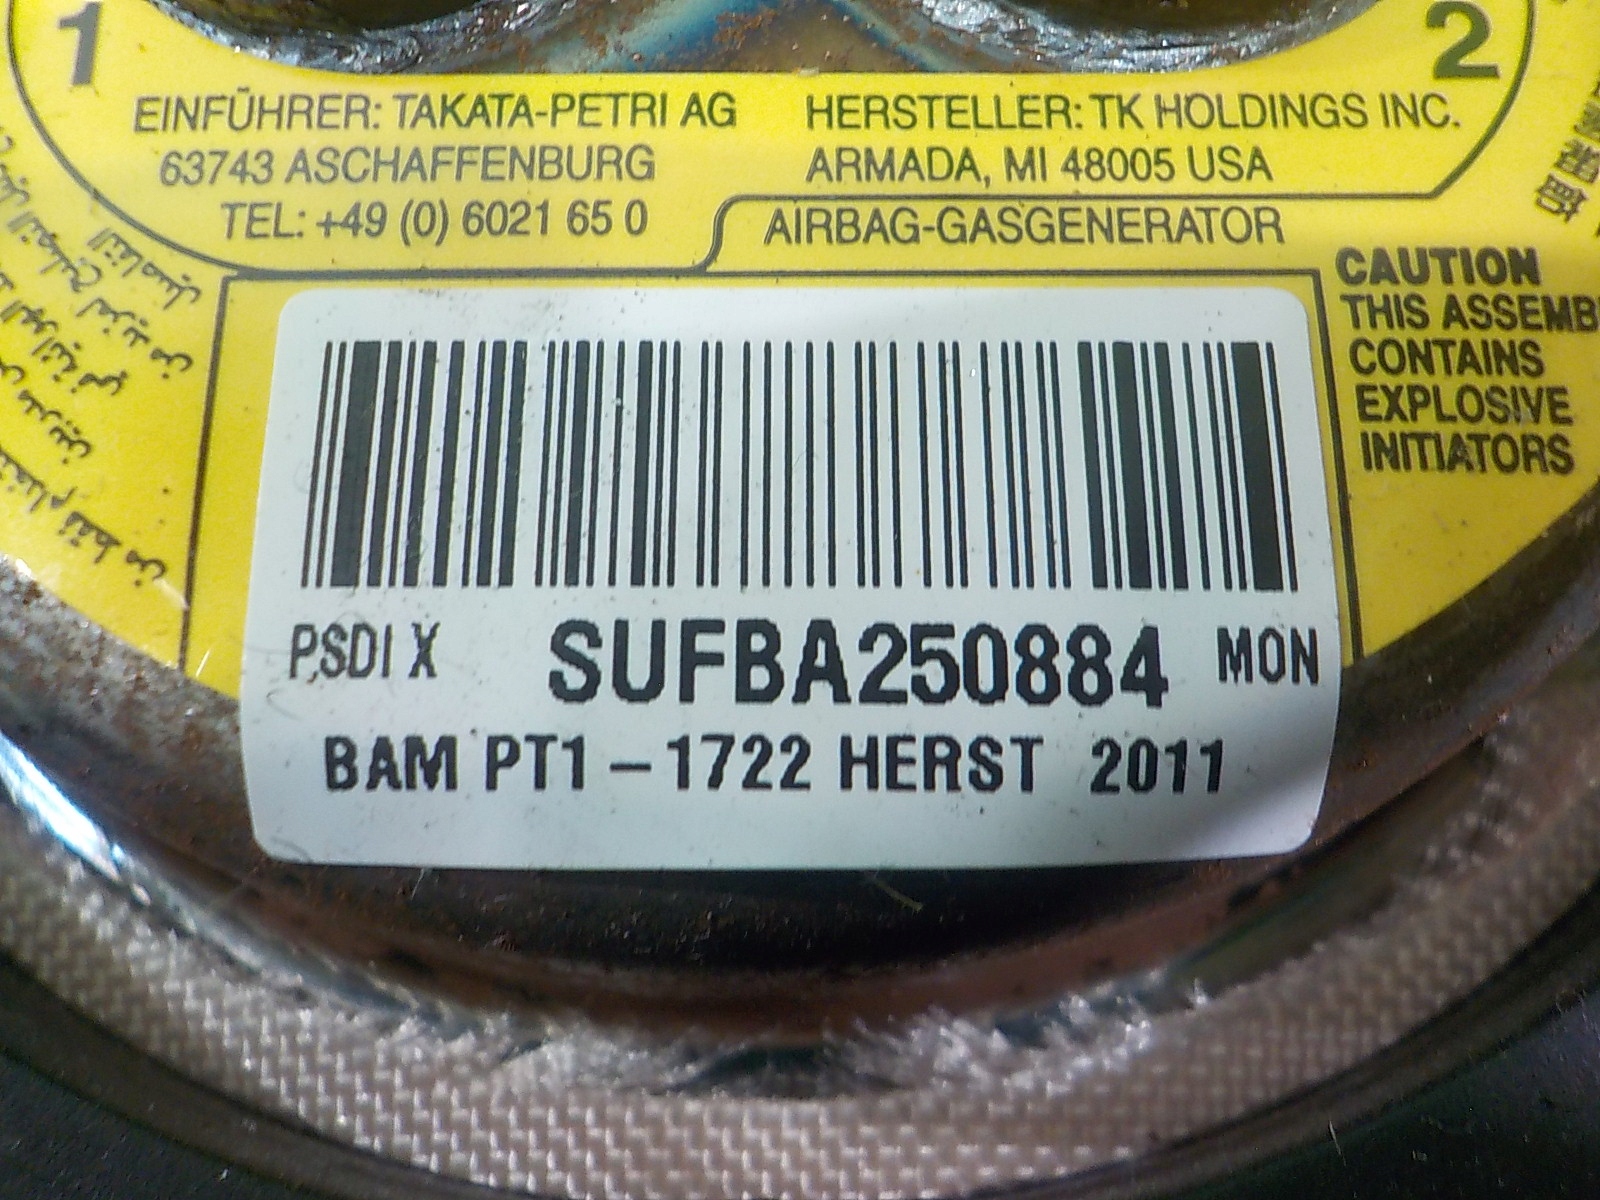 1
2
EINFÜHRER: TAKATA-PETRI AG
63743 ASCHAFFENBURG
TEL: +49 (0) 6021 65 0
HERSTELLER: TK HOLDINGS INC.
ARMADA, MI 48005 USA
AIRBAG-GASGENERATOR
CAUTION
THIS ASSEMB
CONTAINS
EXPLOSIVE
INITIATORS
PSDI X SUFBA250884 MON
BAM PT1 – 1722 HERST 2011